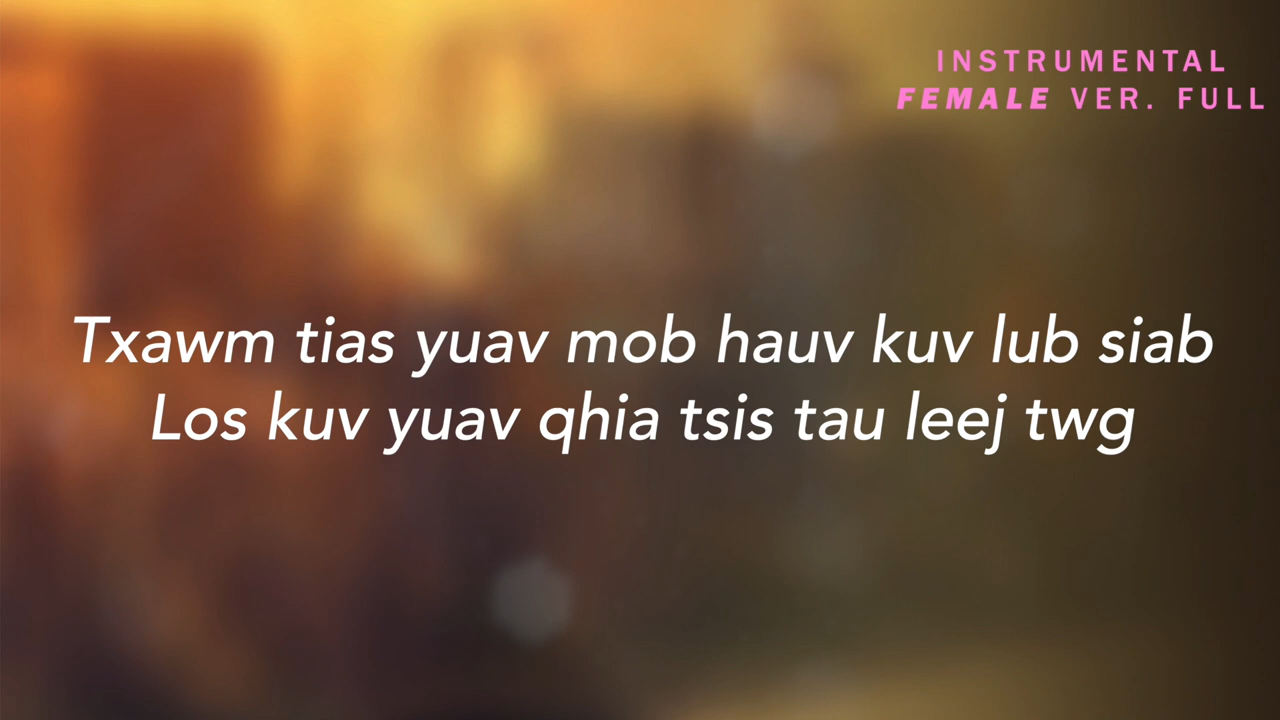 INSTRUMENTAL
FEMALE VER. FULL
Txawm tias yuav mob hauv kuv lub siab
Los kuv yuav qhia tsis tau leej twg